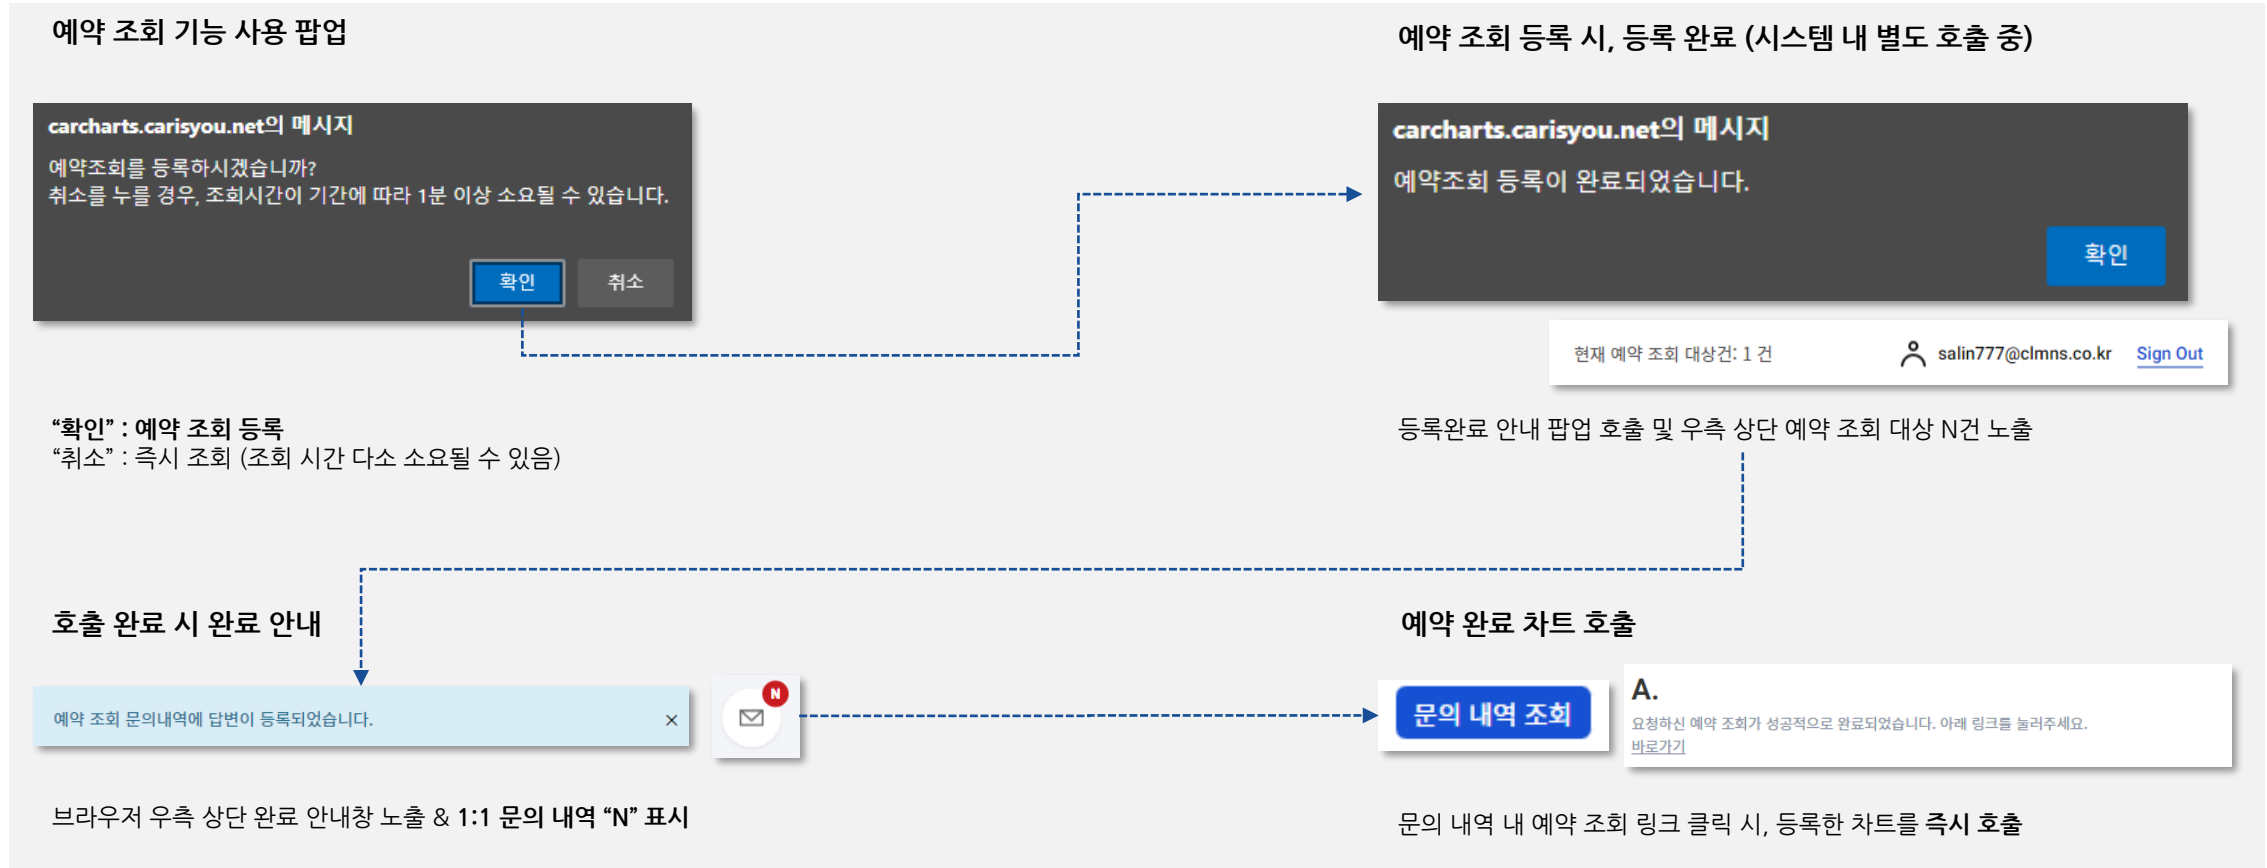 예약 조회 기능 사용 팝업
carcharts.carisyou.net의 메시지
예약조회를 등록하시겠습니까?
취소를 누를 경우, 조회시간이 기간에 따라 1분 이상 소요될 수 있습니다.
확인
취소
“확인” : 예약 조회 등록
“취소” : 즉시 조회 (조회 시간 다소 소요될 수 있음)
예약 조회 등록 시, 등록 완료 (시스템 내 별도 호출 중)
carcharts.carisyou.net의 메시지
예약조회 등록이 완료되었습니다.
확인
현재 예약 조회 대상건: 1 건 salin777@clmns.co.kr Sign Out
등록완료 안내 팝업 호출 및 우측 상단 예약 조회 대상 N건 노출
호출 완료 시 완료 안내
예약 조회 문의내역에 답변이 등록되었습니다. ×
N
브라우저 우측 상단 완료 안내창 노출 & 1:1 문의 내역 “N” 표시
예약 완료 차트 호출
문의 내역 조회
A.
요청하신 예약 조회가 성공적으로 완료되었습니다. 아래 링크를 눌러주세요.
바로가기
문의 내역 내 예약 조회 링크 클릭 시, 등록한 차트를 즉시 호출